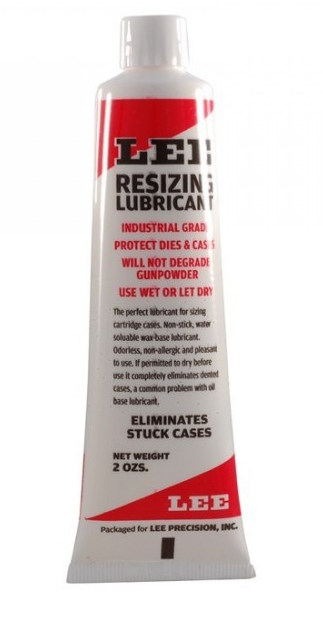 LEE
RESIZING
LUBRICANT
INDUSTRIAL GRADE
PROTECT DIES & CASES
WILL NOT DEGRADE
GUNPOWDER
USE WET OR LET DRY
The perfect lubricant for sizing
cartridge cases. Non-stick, water
soluable wax-base lubricant.
Odorless, non-allergic and pleasant
to use. If permitted to dry before
use it completely eliminates dented
cases, a common problem with oil
base lubricant.
ELIMINATES
STUCK CASES
NET WEIGHT
2 OZS.
LEE
Packaged for LEE PRECISION, INC.